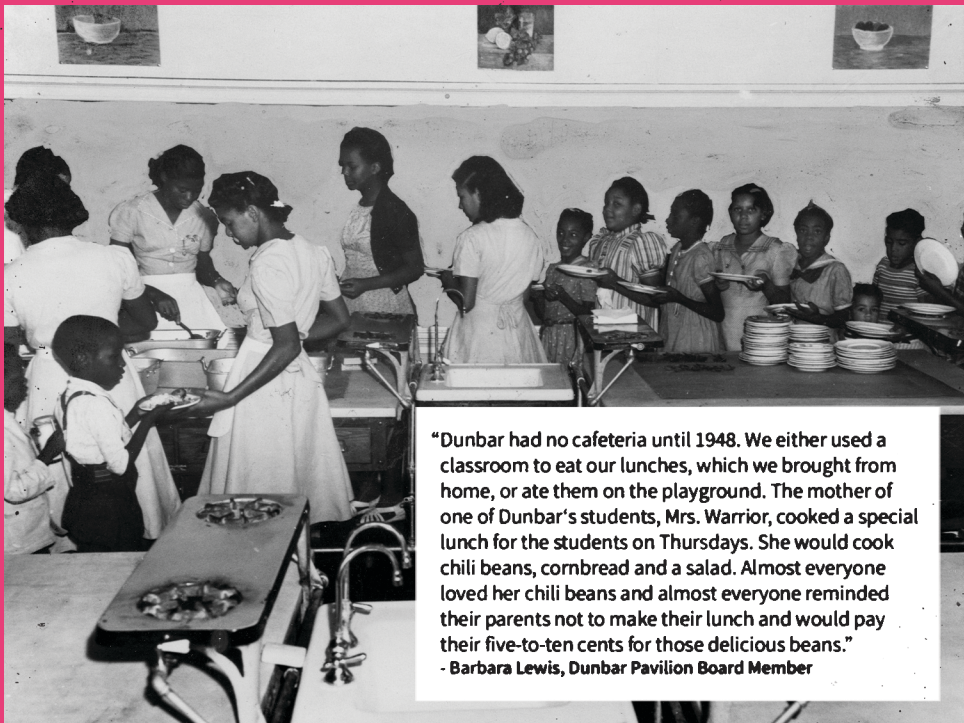 “Dunbar had no cafeteria until 1948. We either used a
classroom to eat our lunches, which we brought from
home, or ate them on the playground. The mother of
one of Dunbar‘s students, Mrs. Warrior, cooked a special
lunch for the students on Thursdays. She would cook
chili beans, cornbread and a salad. Almost everyone
loved her chili beans and almost everyone reminded
their parents not to make their lunch and would pay
their five-to-ten cents for those delicious beans.”
- Barbara Lewis, Dunbar Pavilion Board Member